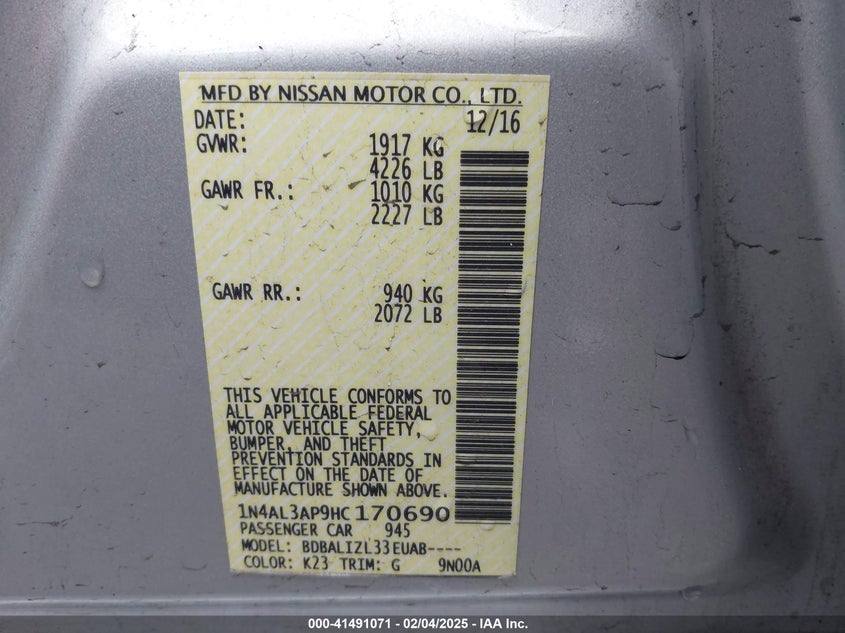 MFD BY NISSAN MOTOR CO., LTD.
DATE: 12/16
GVWR: 1917 KG
4226 LB
GAWR FR.: 1010 KG
2227 LB
GAWR RR.: 940 KG
2072 LB
THIS VEHICLE CONFORMS TO
ALL APPLICABLE FEDERAL
MOTOR VEHICLE SAFETY,
BUMPER, AND THEFT
PREVENTION STANDARDS IN
EFFECT ON THE DATE OF
MANUFACTURE SHOWN ABOVE.
1N4AL3AP9HC170690
PASSENGER CAR 945
MODEL: BDBALIZL33EUAB----
COLOR: K23 TRIM: G 9N00A
000-41491071 - 02/04/2025 - IAA Inc.